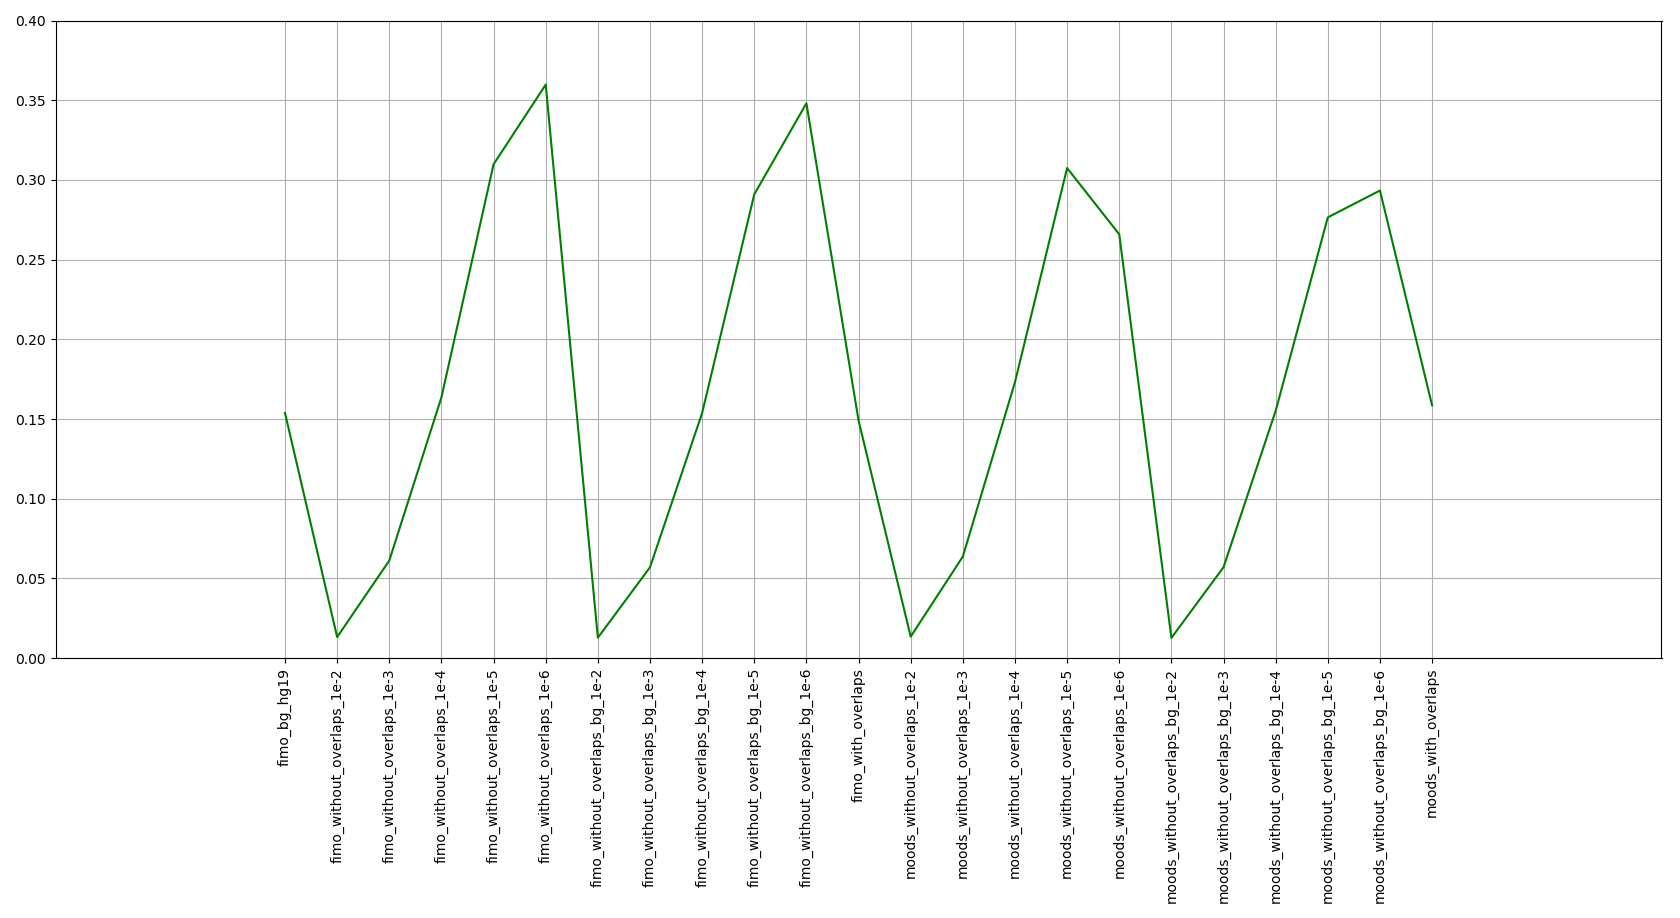 0.40
0.35
0.30
0.25
0.20
0.15
0.10
0.05
0.00
fimo_bg_hg19
fimo_without_overlaps_1e-2
fimo_without_overlaps_1e-3
fimo_without_overlaps_1e-4
fimo_without_overlaps_1e-5
fimo_without_overlaps_1e-6
fimo_without_overlaps_bg_1e-2
fimo_without_overlaps_bg_1e-3
fimo_without_overlaps_bg_1e-4
fimo_without_overlaps_bg_1e-5
fimo_without_overlaps_bg_1e-6
fimo_with_overlaps
moods_without_overlaps_1e-2
moods_without_overlaps_1e-3
moods_without_overlaps_1e-4
moods_without_overlaps_1e-5
moods_without_overlaps_1e-6
moods_without_overlaps_bg_1e-2
moods_without_overlaps_bg_1e-3
moods_without_overlaps_bg_1e-4
moods_without_overlaps_bg_1e-5
moods_without_overlaps_bg_1e-6
moods_with_overlaps